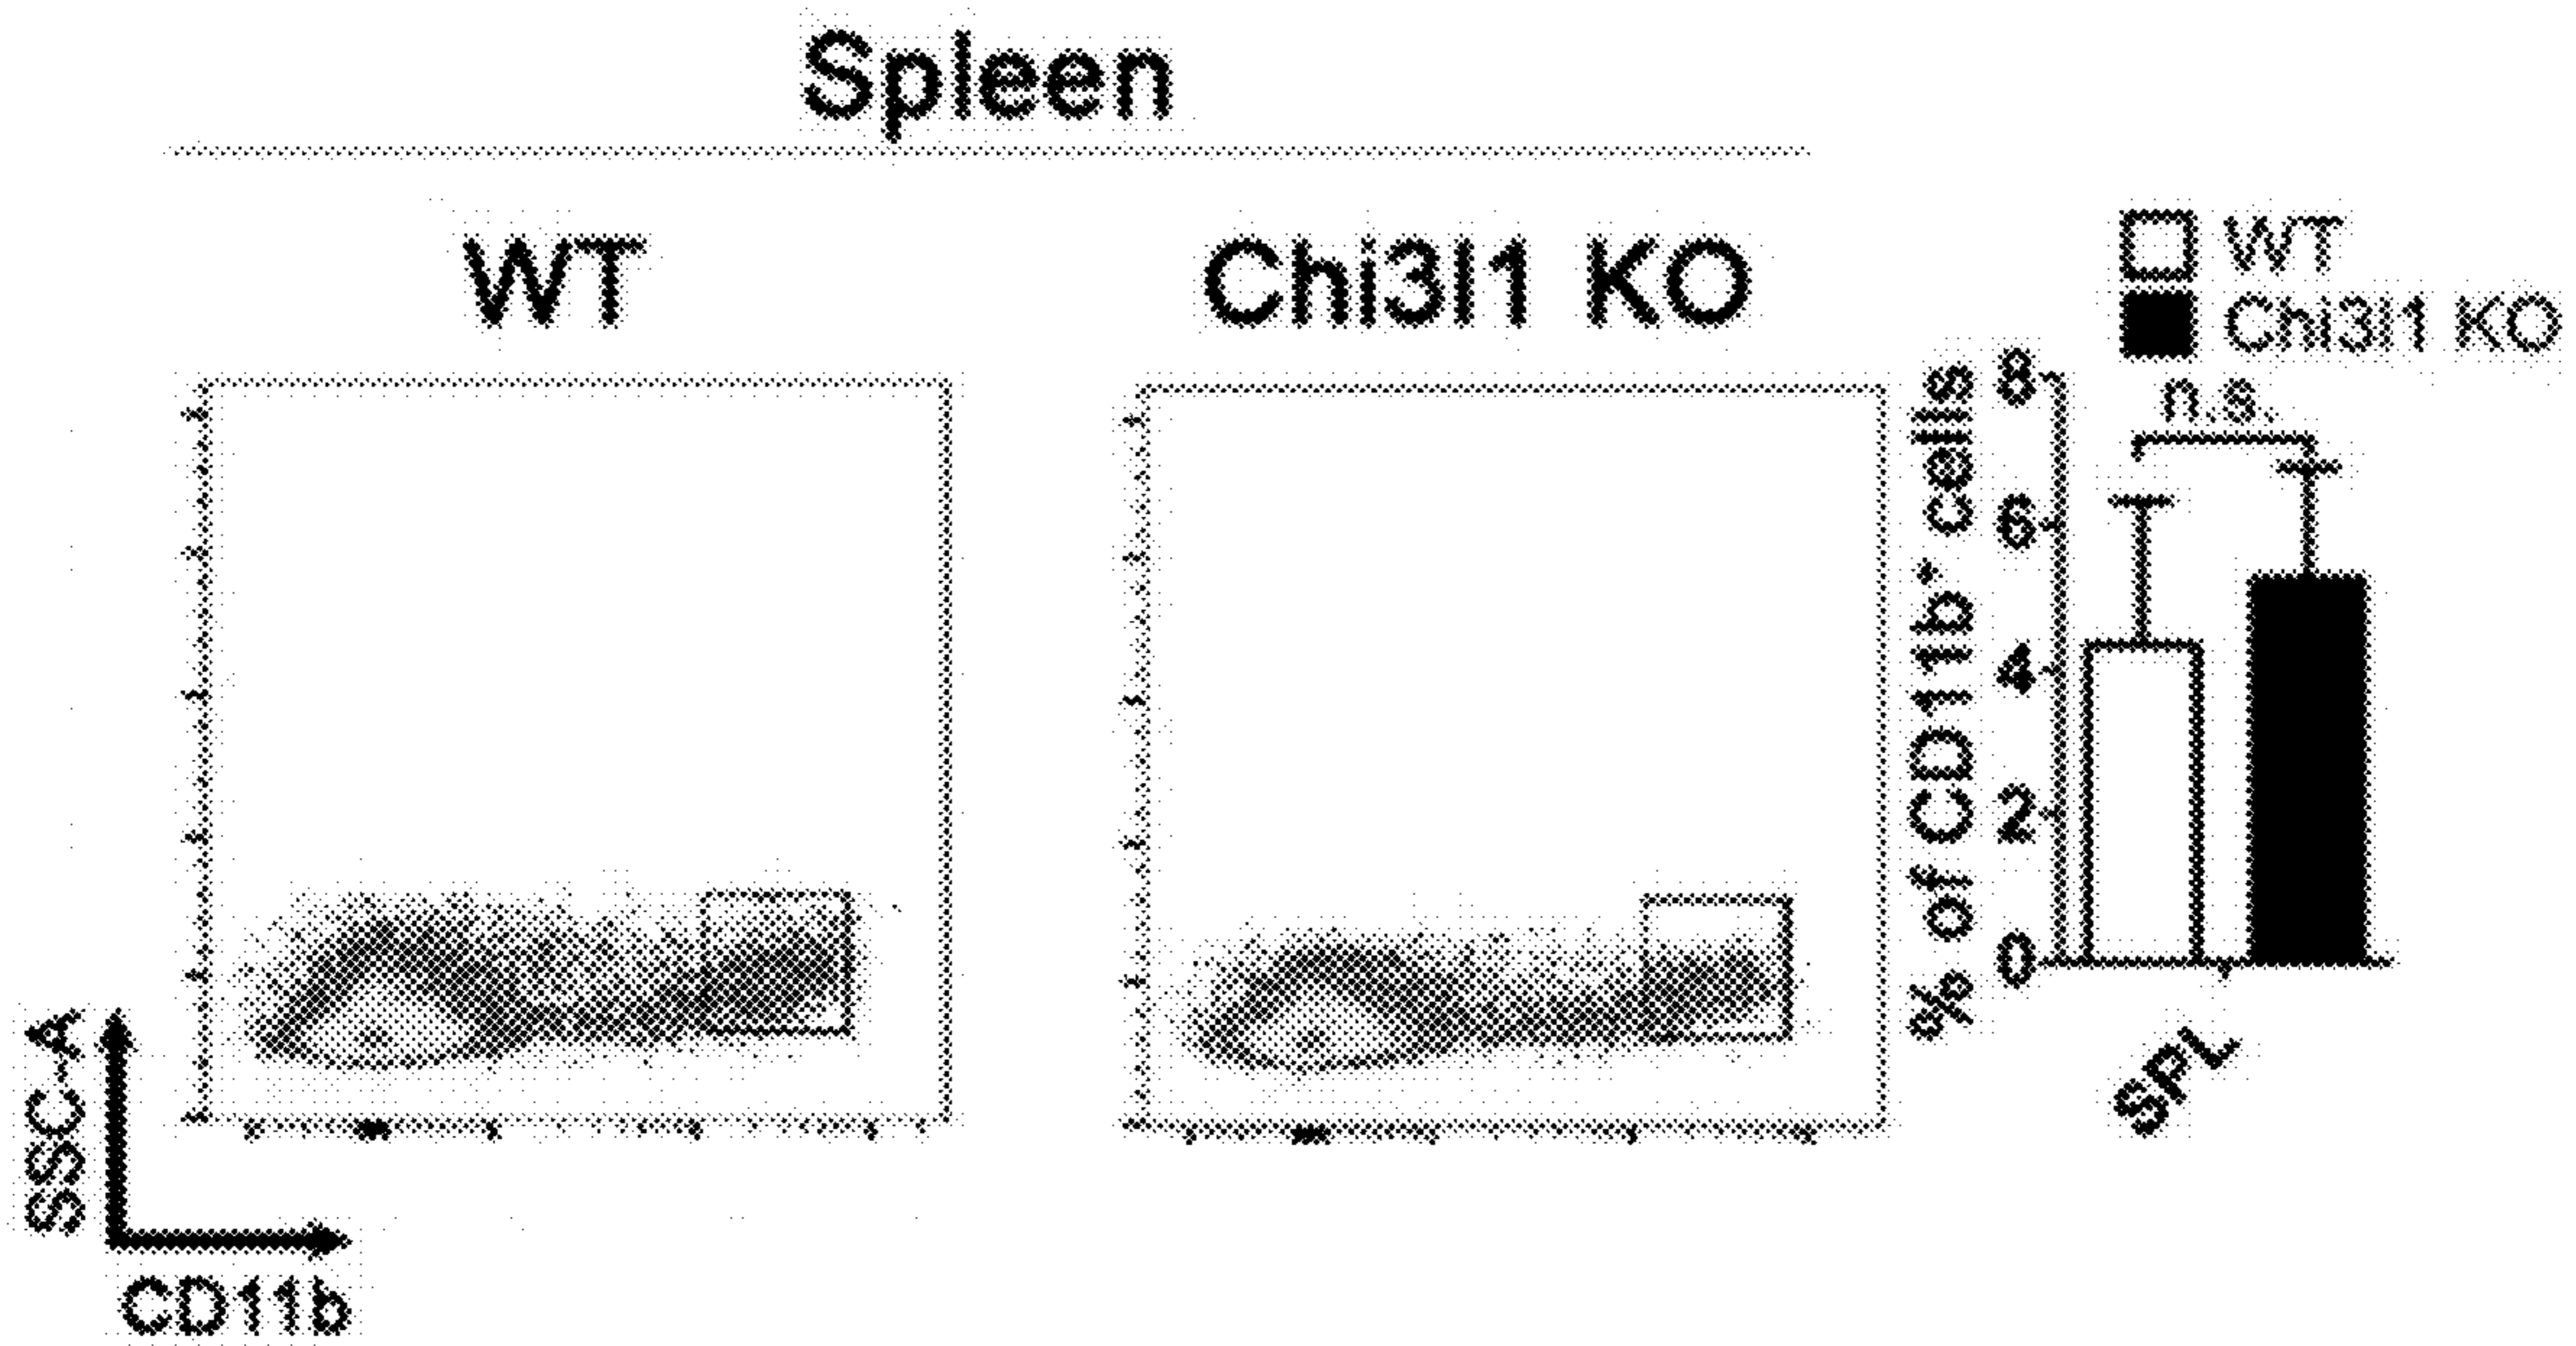 Spleen
WT
Chi3l1 KO
SSC-A
CD11b
WT
Chi3l1 KO
n.s.
% of CD11b+ cells
8
6
4
2
0
SPL